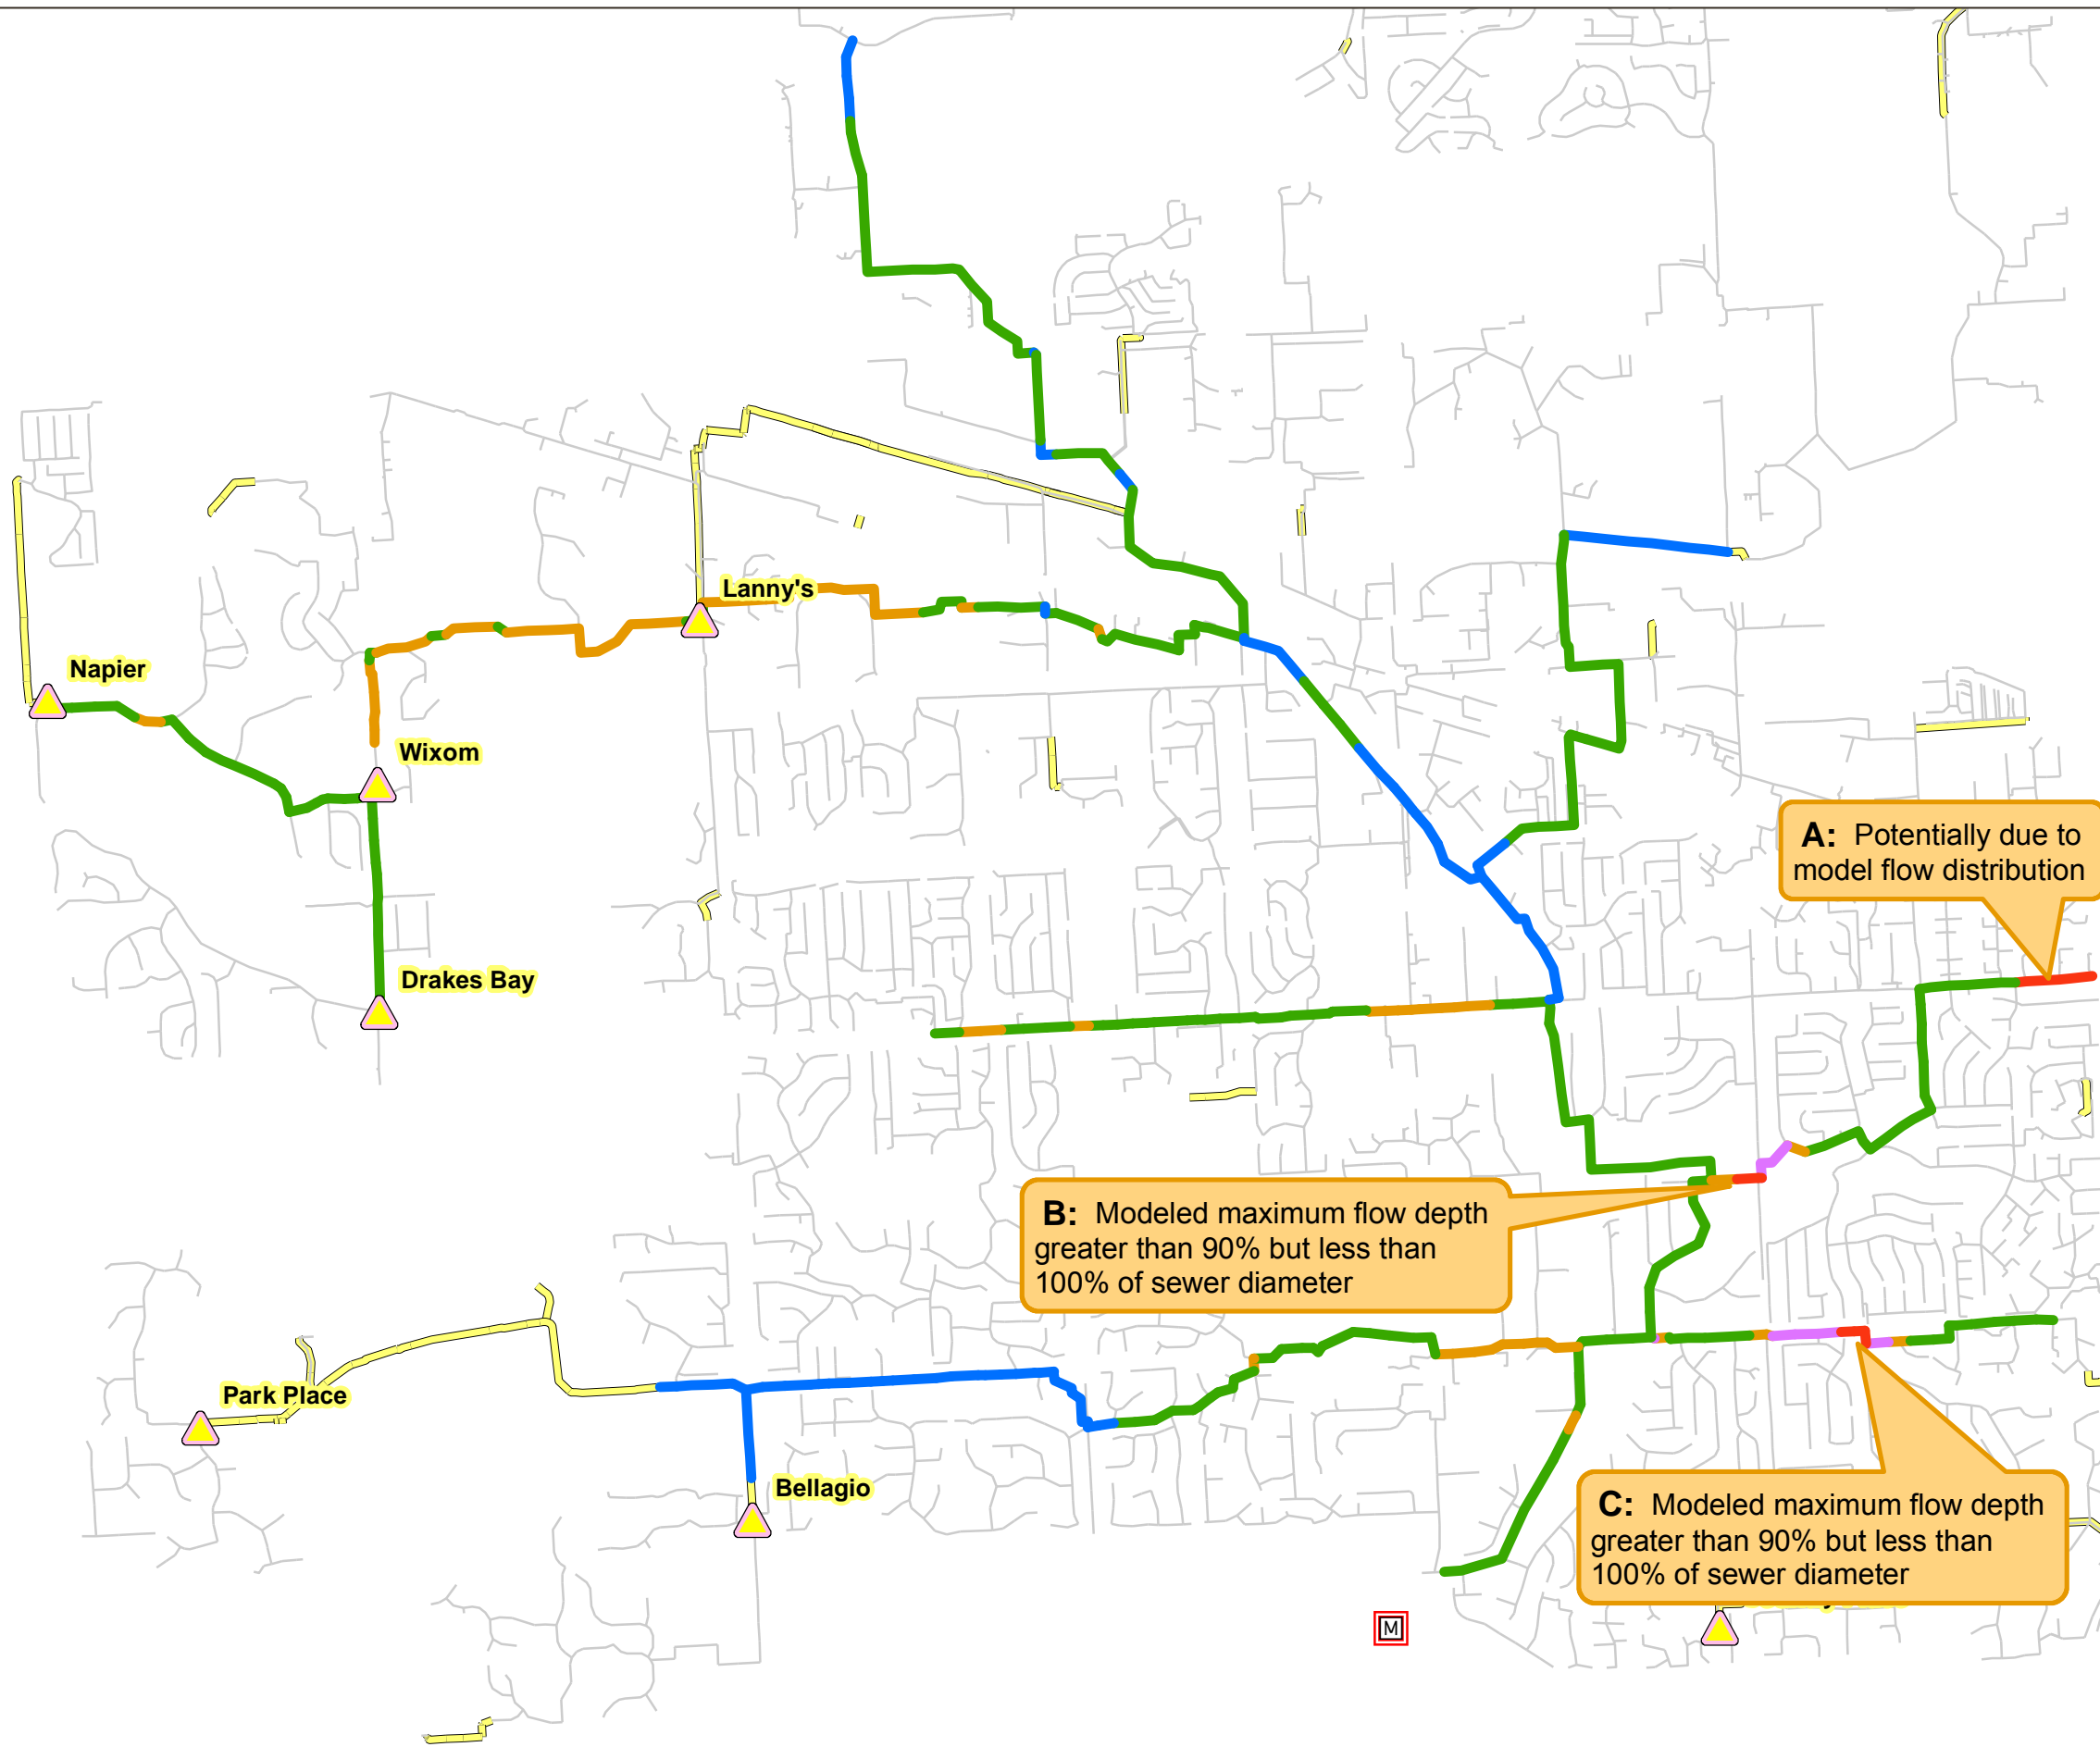 Lanny's
Napier
Wixom
A: Potentially due to
model flow distribution
Drakes Bay
B: Modeled maximum flow depth
greater than 90% but less than
100% of sewer diameter
Park Place
Bellagio
C: Modeled maximum flow depth
greater than 90% but less than
100% of sewer diameter
M